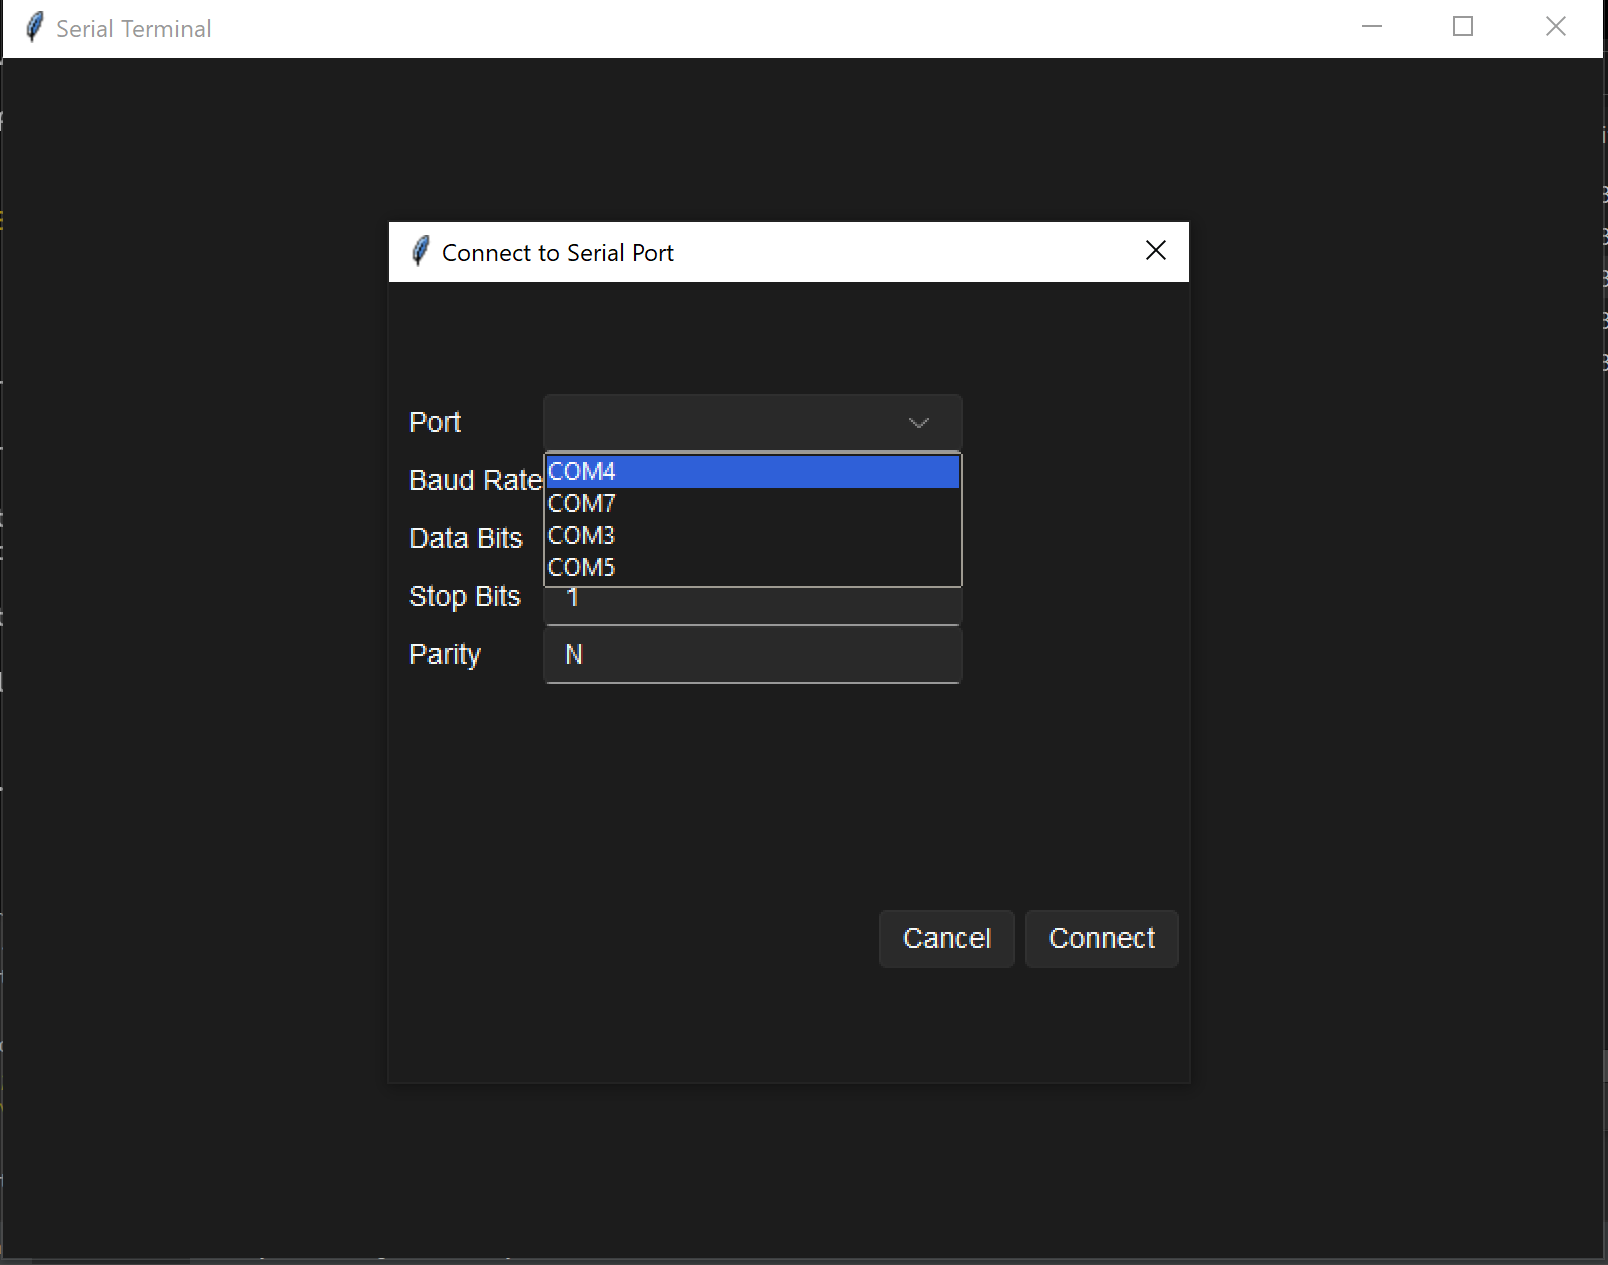 Serial Terminal
Connect to Serial Port
Port
COM4
Baud Rate
COM7
Data Bits
COM3
COM5
Stop Bits
1
Parity
N
Cancel
Connect